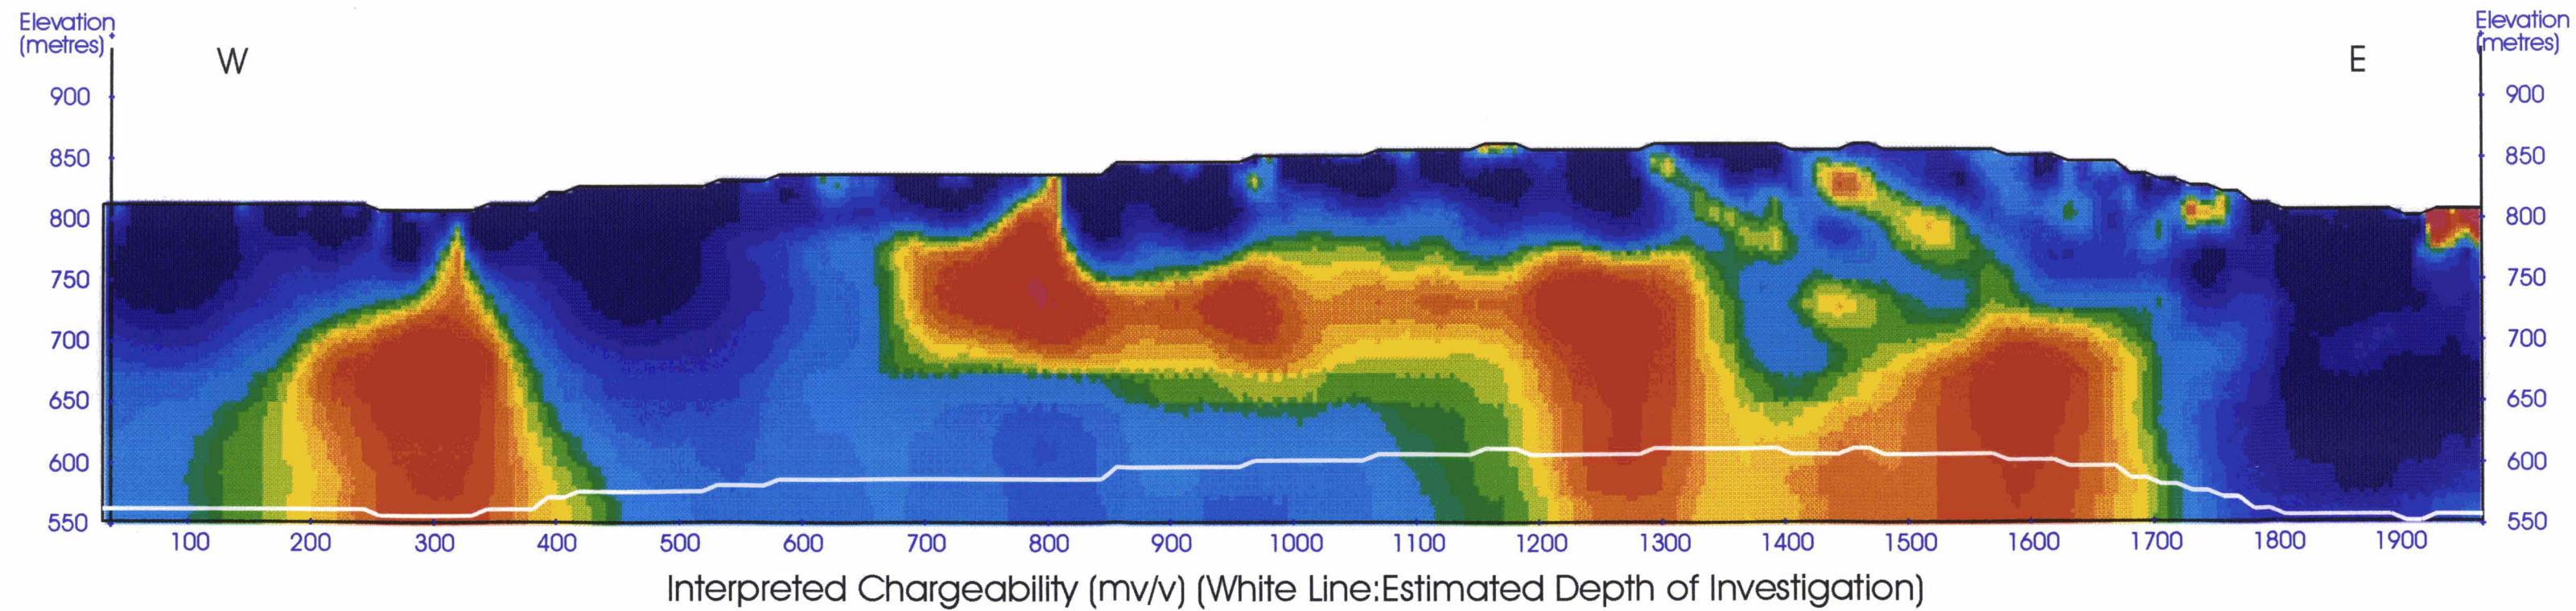 Elevation
(metres)
W
E
Elevation
(metres)
900
850
800
750
700
650
600
550
900
850
800
750
700
650
600
550
100 200 300 400 500 600 700 800 900 1000 1100 1200 1300 1400 1500 1600 1700 1800 1900
Interpreted Chargeability (mv/v) (White Line:Estimated Depth of Investigation)